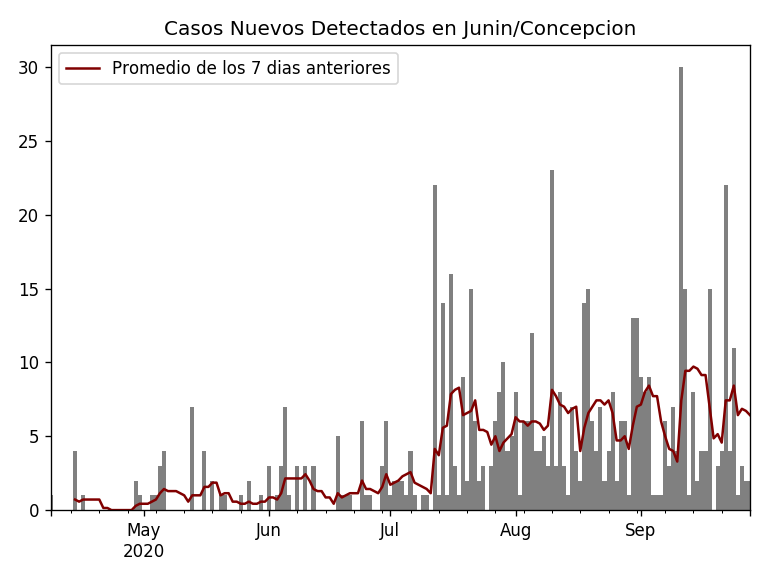 Casos Nuevos Detectados en Junin/Concepcion
Promedio de los 7 dias anteriores
30
25
20
15
10
5
0
May Jun Jul Aug Sep
2020